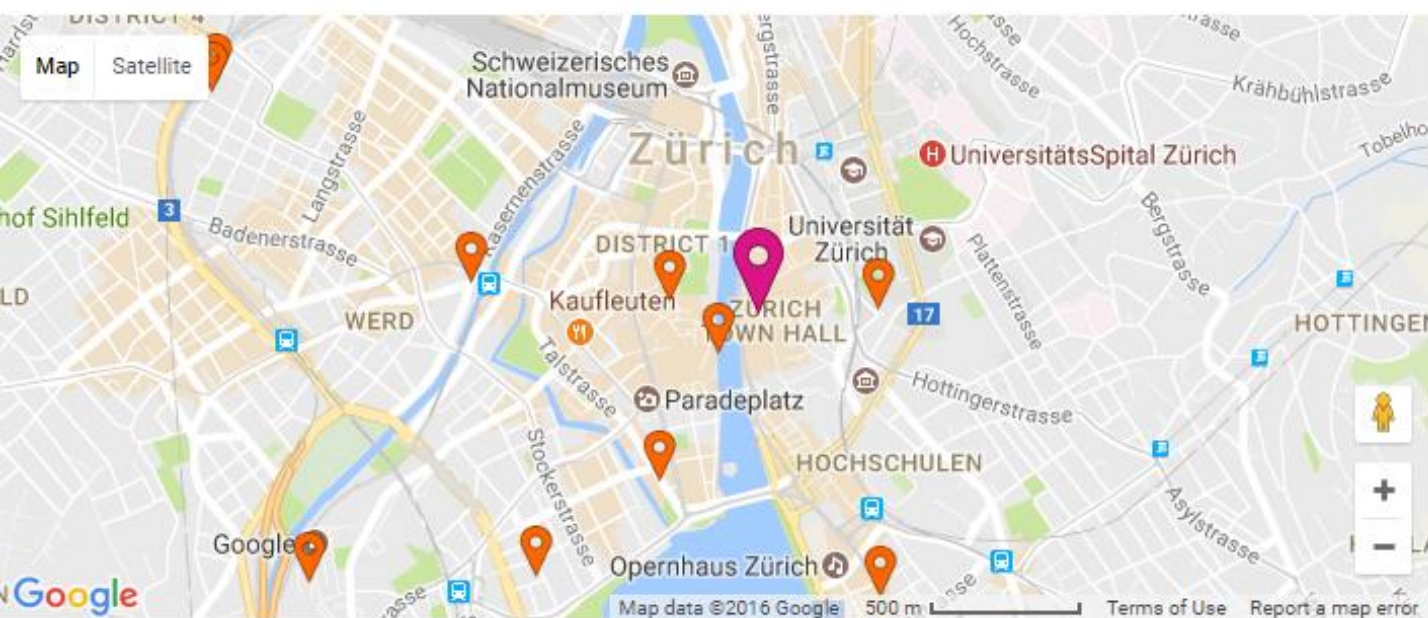 DISTRICT 4
Map
Satellite
Schweizerisches
Nationalmuseum
Hochstrasse
Krähbühlstrasse
Zürich
H
UniversitätsSpital Zürich
Langstrasse
Kasernenstrasse
hof Sihlfeld
3
Badenerstrasse
DISTRICT 1
Universität
Zürich
Plattenstrasse
Bergstrasse
LD
WERD
Kaufleuten
ZÜRICH
TOWN HALL
17
HOTTINGEN
Talstrasse
Paradeplatz
Hottingerstrasse
Stockerstrasse
HOCHSCHULEN
Asylstrasse
+
−
Google
Opernhaus Zürich
Google
Map data ©2016 Google
500 m
Terms of Use
Report a map error